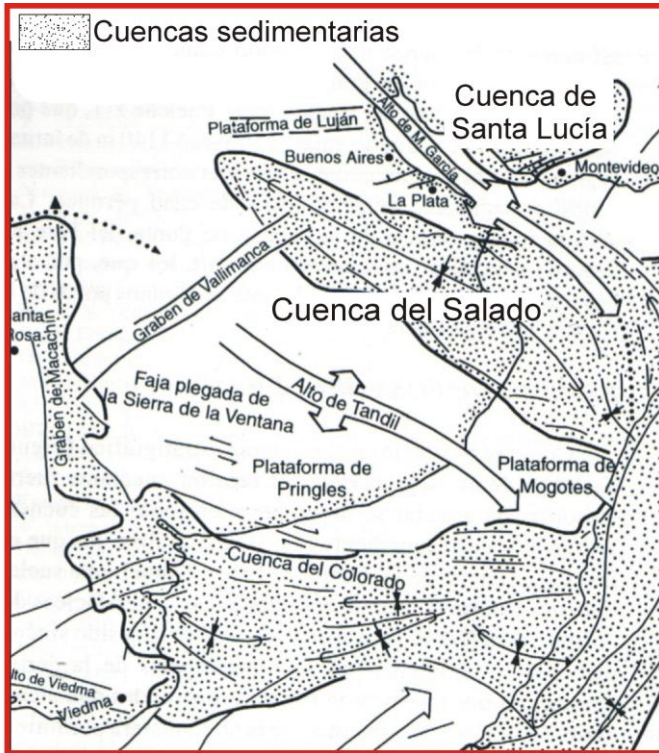 Cuencas sedimentarias
Cuenca de
Santa Lucía
Plataforma de Luján
Alto de M. García
Buenos Aires
Montevideo
La Plata
Graben de Vallimanca
Cuenca del Salado
anta
Rosa
Graben de Macachín
Faja plegada de
la Sierra de la Ventana
Alto de Tandil
Plataforma de
Pringles
Plataforma de
Mogotes
Cuenca del Colorado
Alto de Viedma
Viedma